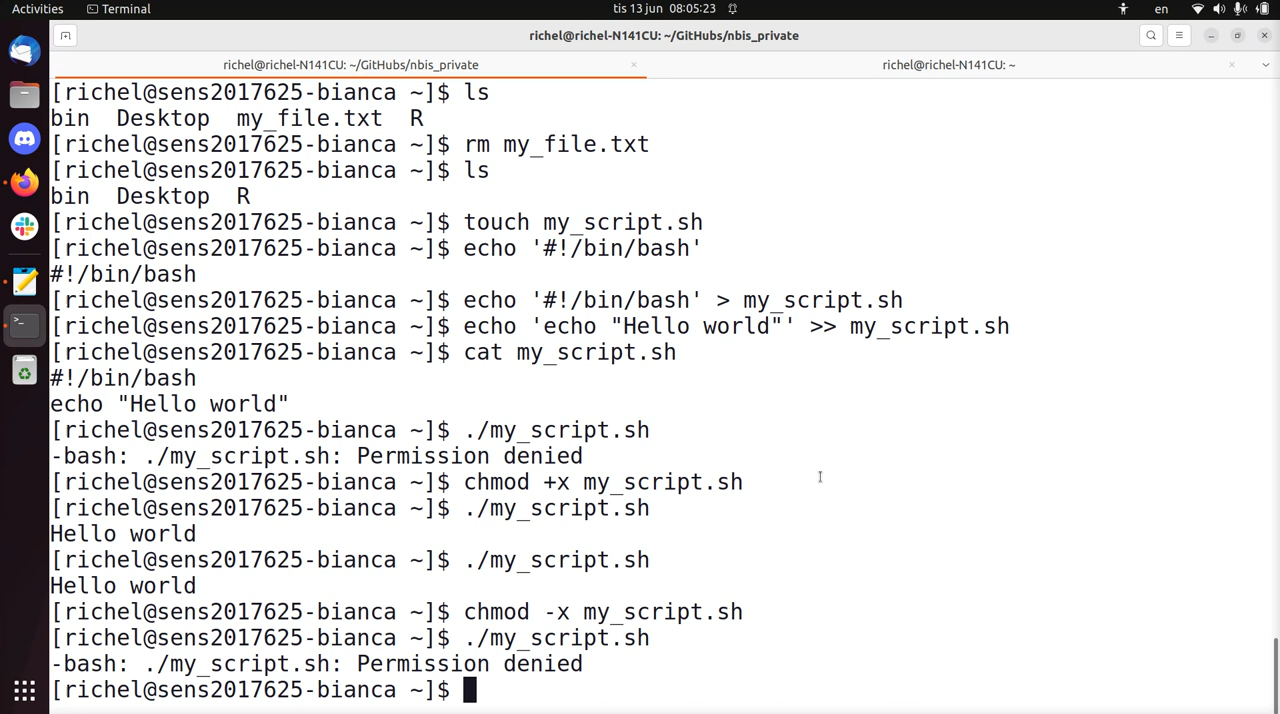 Activities Terminal tis 13 jun 08:05:23 en
richel@richel-N141CU: ~/GitHubs/nbis_private
richel@richel-N141CU: ~/GitHubs/nbis_private richel@richel-N141CU: ~
[richel@sens2017625-bianca ~]$ ls
bin  Desktop  my_file.txt  R
[richel@sens2017625-bianca ~]$ rm my_file.txt
[richel@sens2017625-bianca ~]$ ls
bin  Desktop  R
[richel@sens2017625-bianca ~]$ touch my_script.sh
[richel@sens2017625-bianca ~]$ echo '#!/bin/bash'
#!/bin/bash
[richel@sens2017625-bianca ~]$ echo '#!/bin/bash' > my_script.sh
[richel@sens2017625-bianca ~]$ echo 'echo "Hello world"' >> my_script.sh
[richel@sens2017625-bianca ~]$ cat my_script.sh
#!/bin/bash
echo "Hello world"
[richel@sens2017625-bianca ~]$ ./my_script.sh
-bash: ./my_script.sh: Permission denied
[richel@sens2017625-bianca ~]$ chmod +x my_script.sh
[richel@sens2017625-bianca ~]$ ./my_script.sh
Hello world
[richel@sens2017625-bianca ~]$ ./my_script.sh
Hello world
[richel@sens2017625-bianca ~]$ chmod -x my_script.sh
[richel@sens2017625-bianca ~]$ ./my_script.sh
-bash: ./my_script.sh: Permission denied
[richel@sens2017625-bianca ~]$